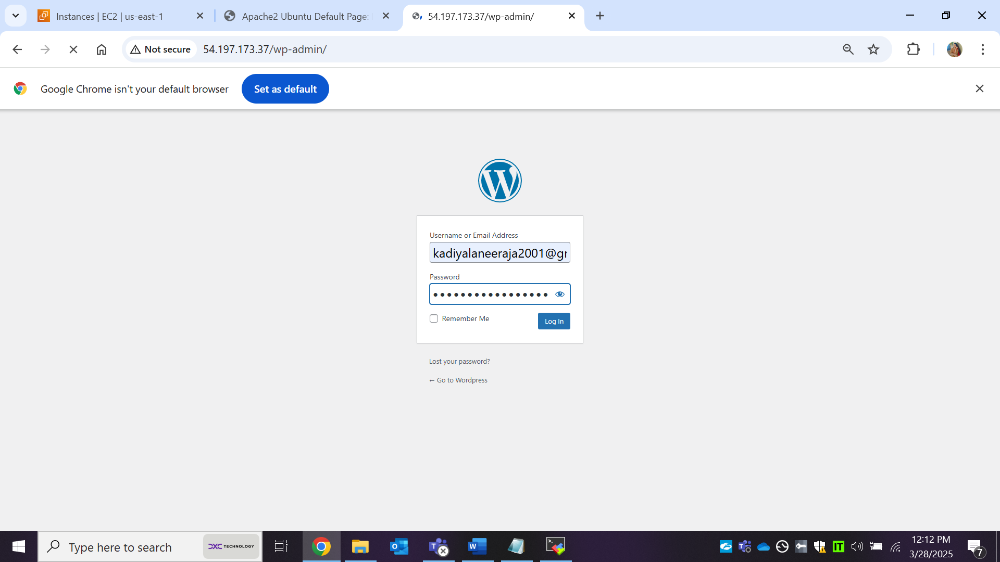 Instances | EC2 | us-east-1
Apache2 Ubuntu Default Page:
54.197.173.37/wp-admin/
Not secure
54.197.173.37/wp-admin/
Google Chrome isn't your default browser
Set as default
W
Username or Email Address
kadiyalaneeraja2001@gr
Password
Remember Me
Log In
Lost your password?
← Go to Wordpress
Type here to search
DXC TECHNOLOGY
12:12 PM
3/28/2025
7